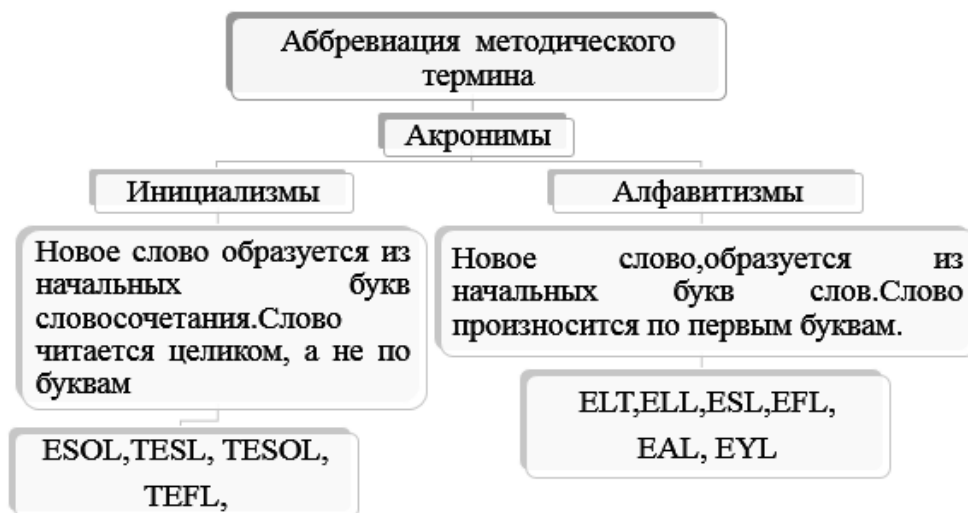 Аббревиация методического
термина
Акронимы
Инициализмы
Алфавитизмы
Новое слово образуется из
начальных букв
словосочетания.Слово
читается целиком, а не по
буквам
Новое слово,образуется из
начальных букв слов.Слово
произносится по первым буквам.
ESOL,TESL, TESOL,
TEFL,
ELT,ELL,ESL,EFL,
EAL, EYL